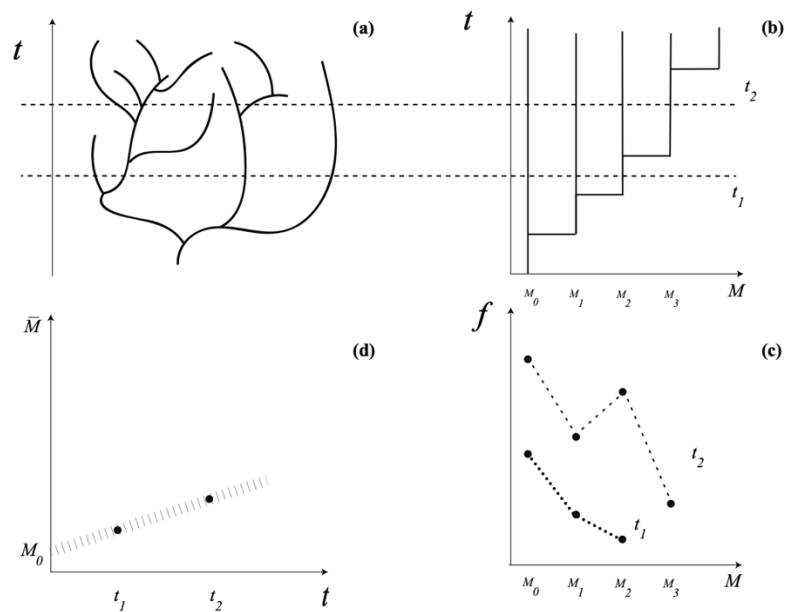 t
(a)
t
(b)
t₂
t₁
M₀ M₁ M₂ M₃ M
M̅
(d)
M₀
t₁ t₂ t
f
(c)
t₂
t₁
M₀ M₁ M₂ M₃ M